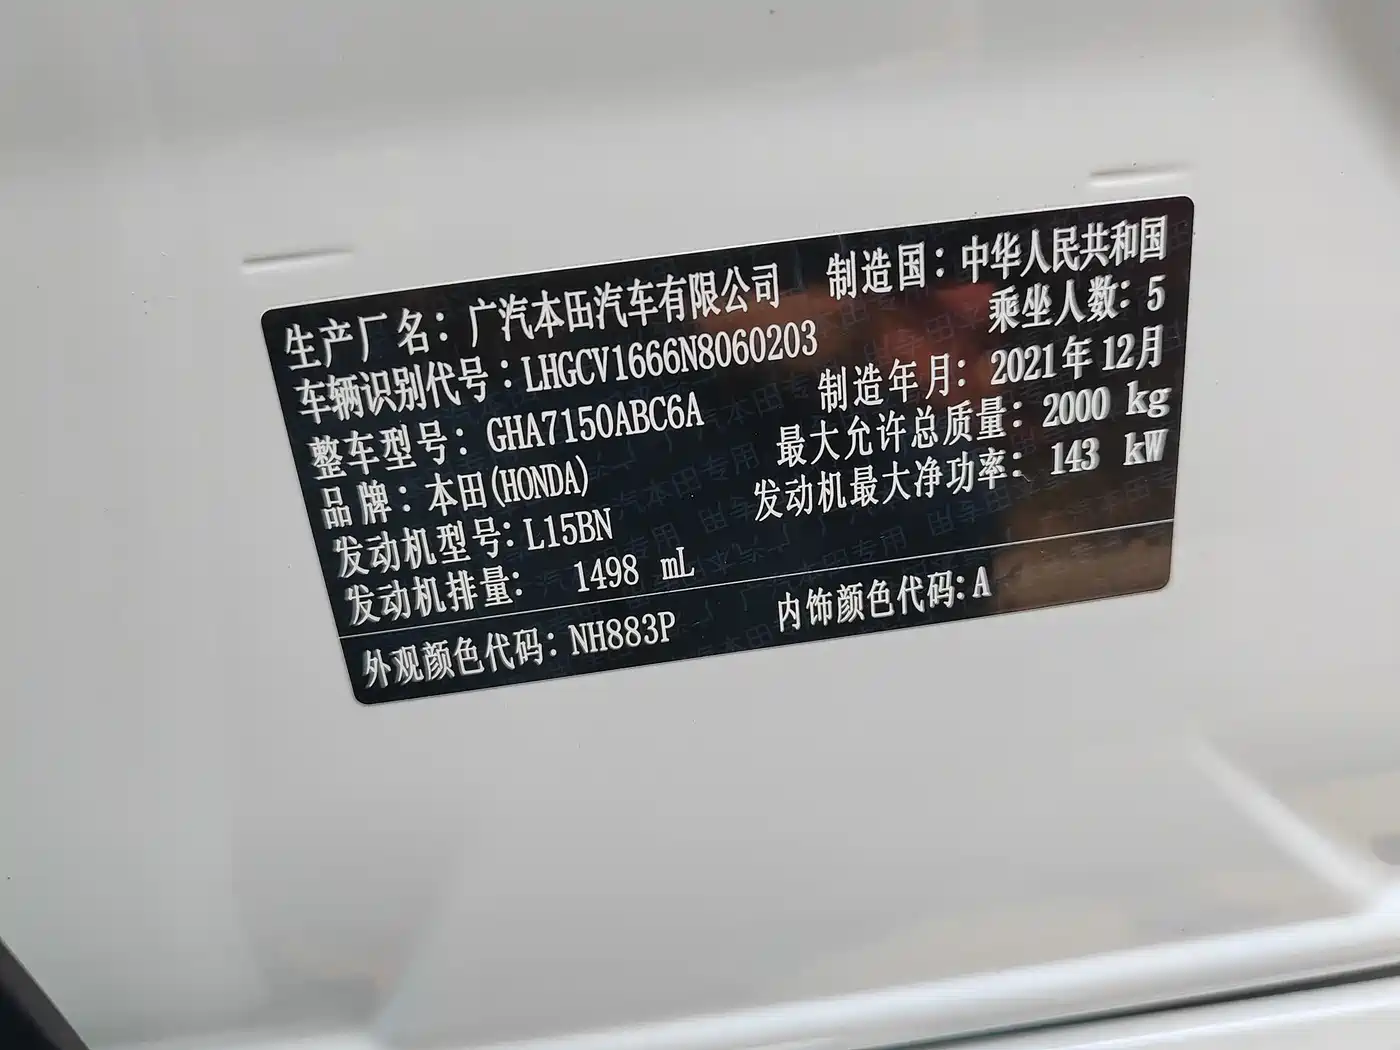 生产厂名：广汽本田汽车有限公司 制造国：中华人民共和国
车辆识别代号：LHGCV1666N8060203 乘坐人数：5
整车型号：GHA7150ABC6A 制造年月：2021年12月
品牌：本田(HONDA) 最大允许总质量：2000 kg
发动机型号：L15BN 发动机最大净功率：143 kW
发动机排量：1498 mL
外观颜色代码：NH883P 内饰颜色代码：A